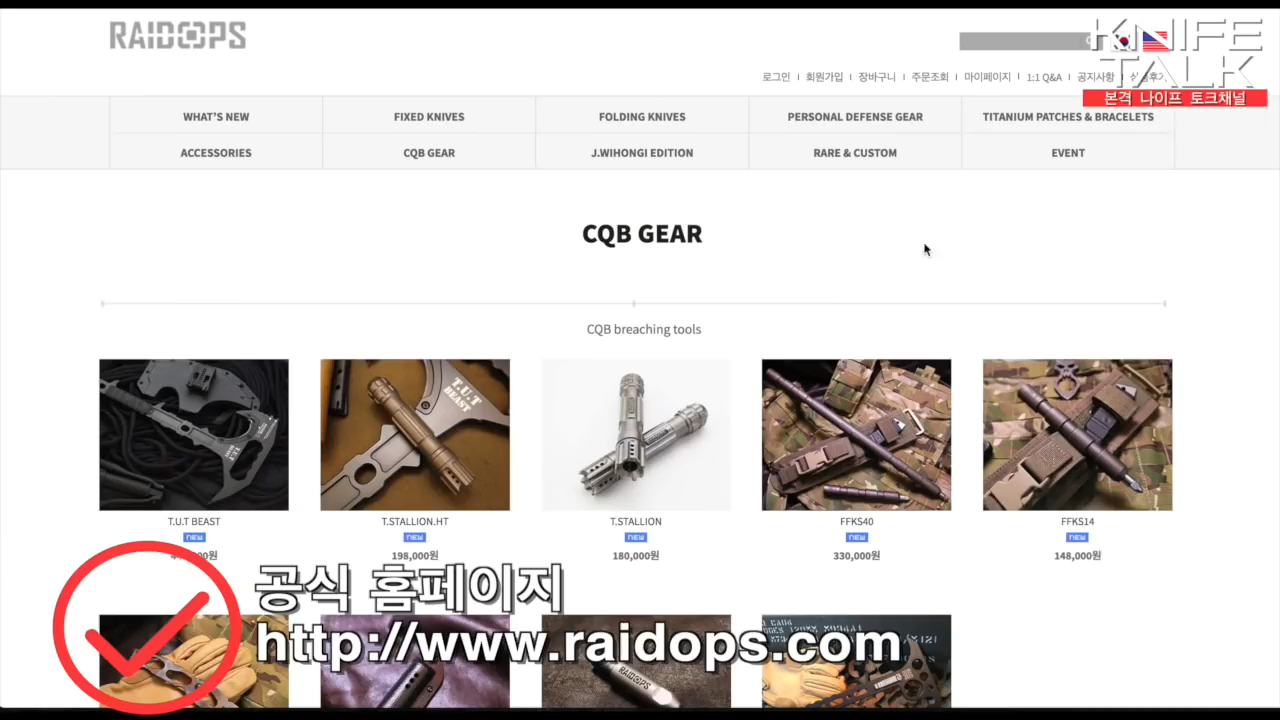 RAIDOPS
KNIFE
TALK
본격 나이프 토크채널
로그인 회원가입 장바구니 주문조회 마이페이지 1:1 Q&A 공지사항
WHAT'S NEW FIXED KNIVES FOLDING KNIVES PERSONAL DEFENSE GEAR TITANIUM PATCHES & BRACELETS
ACCESSORIES CQB GEAR J.WIHONGI EDITION RARE & CUSTOM EVENT
CQB GEAR
CQB breaching tools
T.U.T
BEAST
T.U.T BEAST T.STALLION.HT T.STALLION FFKS40 FFKS14
NEW NEW NEW NEW NEW
198,000원 180,000원 330,000원 148,000원
공식 홈페이지
http://www.raidops.com
RAIDOPS